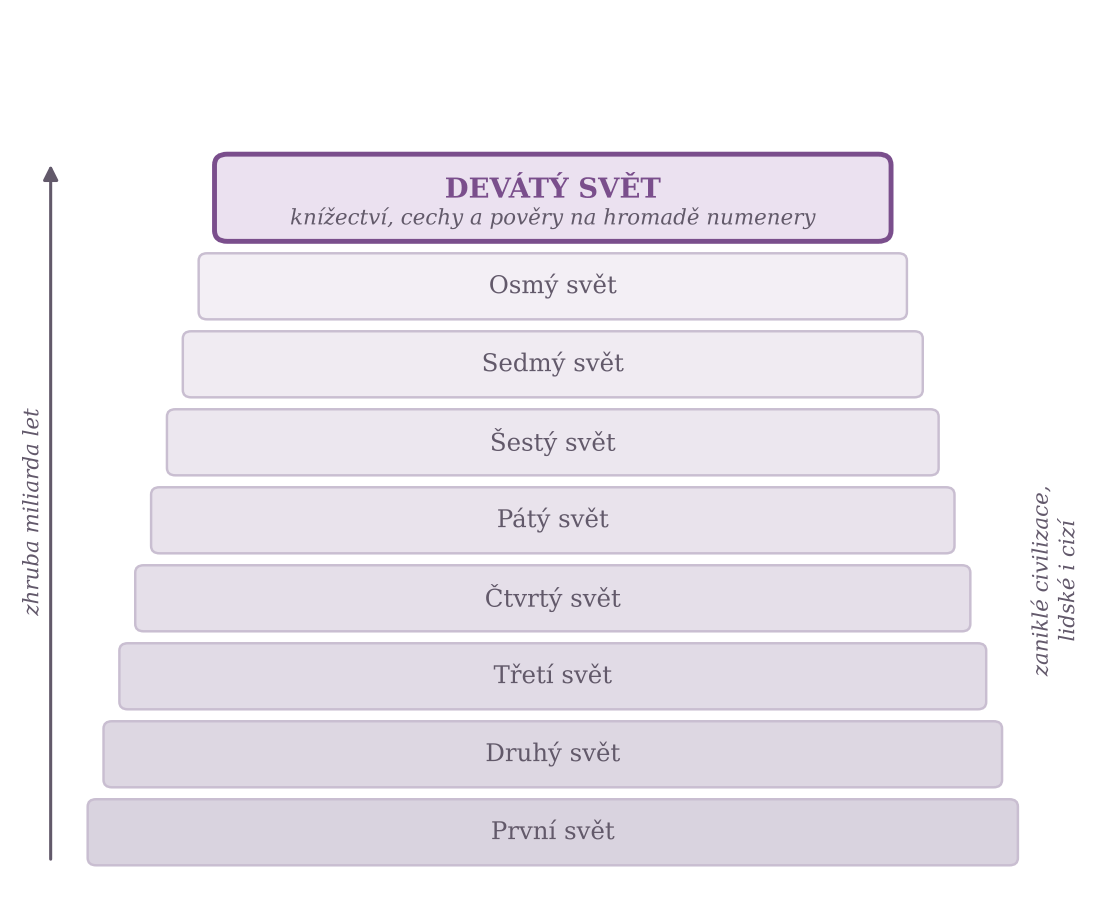 DEVÁTÝ SVĚT
knížectví, cechy a pověry na hromadě numenery
Osmý svět
Sedmý svět
Šestý svět
Pátý svět
Čtvrtý svět
Třetí svět
Druhý svět
První svět
zhruba miliarda let
zaniklé civilizace,
lidské i cizí